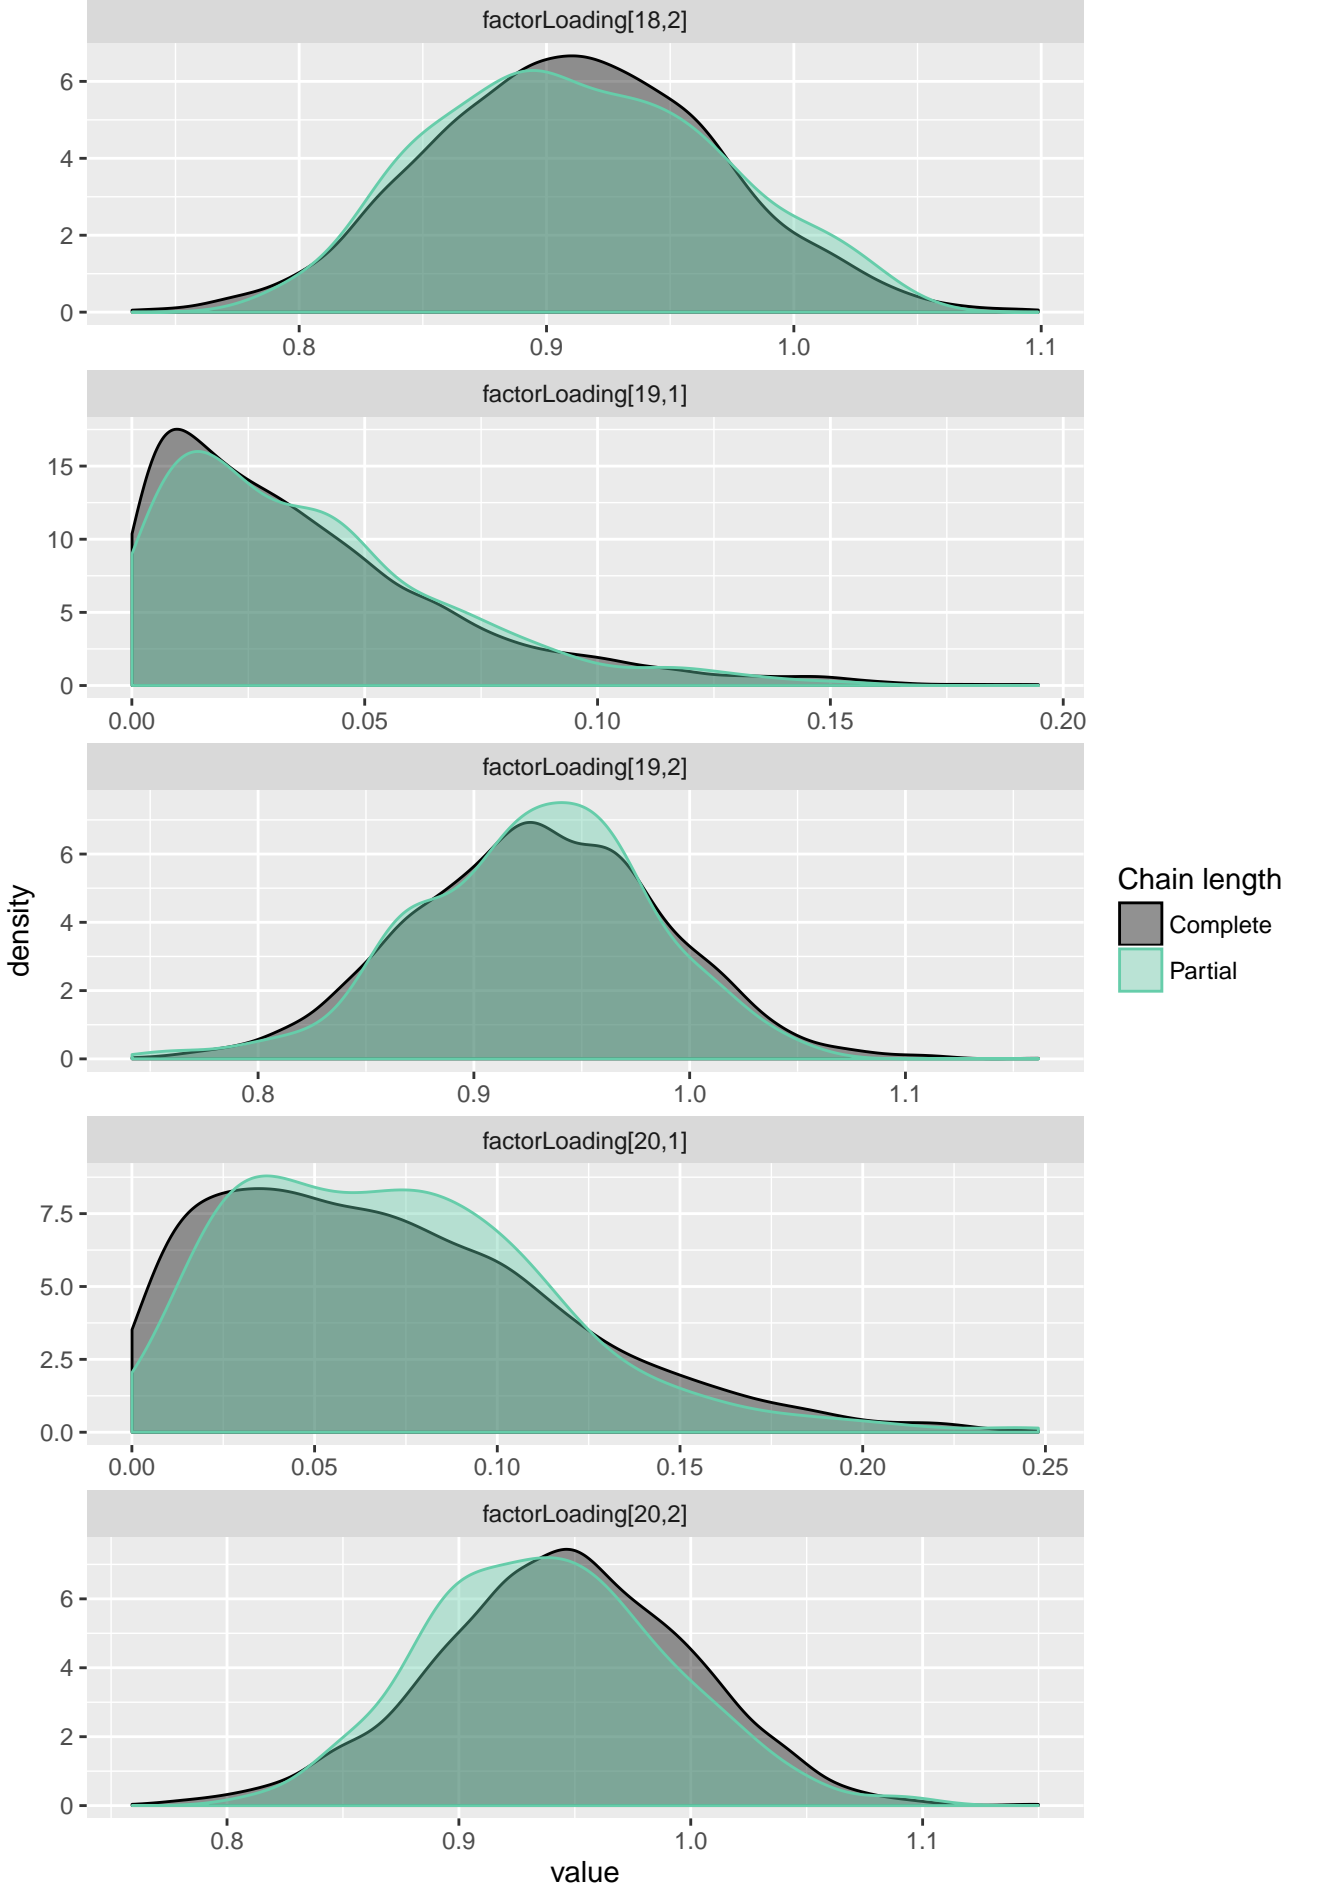 factorLoading[18,2]
6
4
2
0
0.8 0.9 1.0 1.1
factorLoading[19,1]
15
10
5
0
0.00 0.05 0.10 0.15 0.20
factorLoading[19,2]
6
4
2
0
0.8 0.9 1.0 1.1
factorLoading[20,1]
7.5
5.0
2.5
0.0
0.00 0.05 0.10 0.15 0.20 0.25
factorLoading[20,2]
6
4
2
0
0.8 0.9 1.0 1.1
value
density
Chain length
Complete
Partial